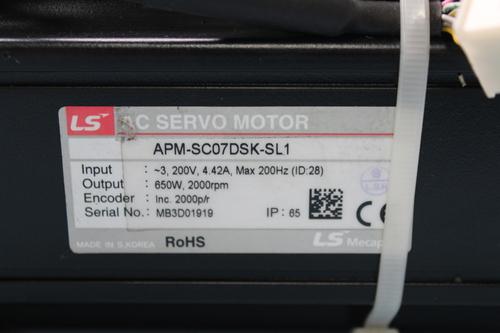 LS AC SERVO MOTOR
APM-SC07DSK-SL1
Input : ~3, 200V, 4.42A, Max 200Hz (ID:28)
Output : 650W, 2000rpm
Encoder : Inc. 2000p/r
Serial No. : MB3D01919 IP : 65 CE
MADE IN S.KOREA RoHS LS Mecap